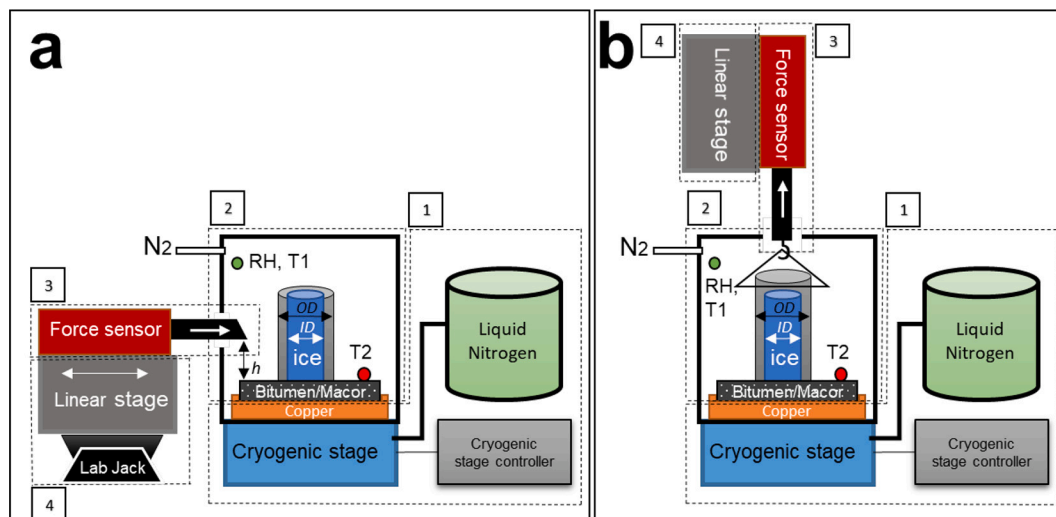 a
2
1
N2
RH, T1
3
Force sensor
OD
ID
ice
h
T2
Liquid
Nitrogen
Linear stage
Bitumen/Macor
Copper
Cryogenic stage
Cryogenic
stage controller
Lab Jack
4
b
4
3
Linear stage
Force sensor
2
1
N2
RH,
T1
OD
ID
ice
T2
Liquid
Nitrogen
Bitumen/Macor
Copper
Cryogenic stage
Cryogenic
stage controller